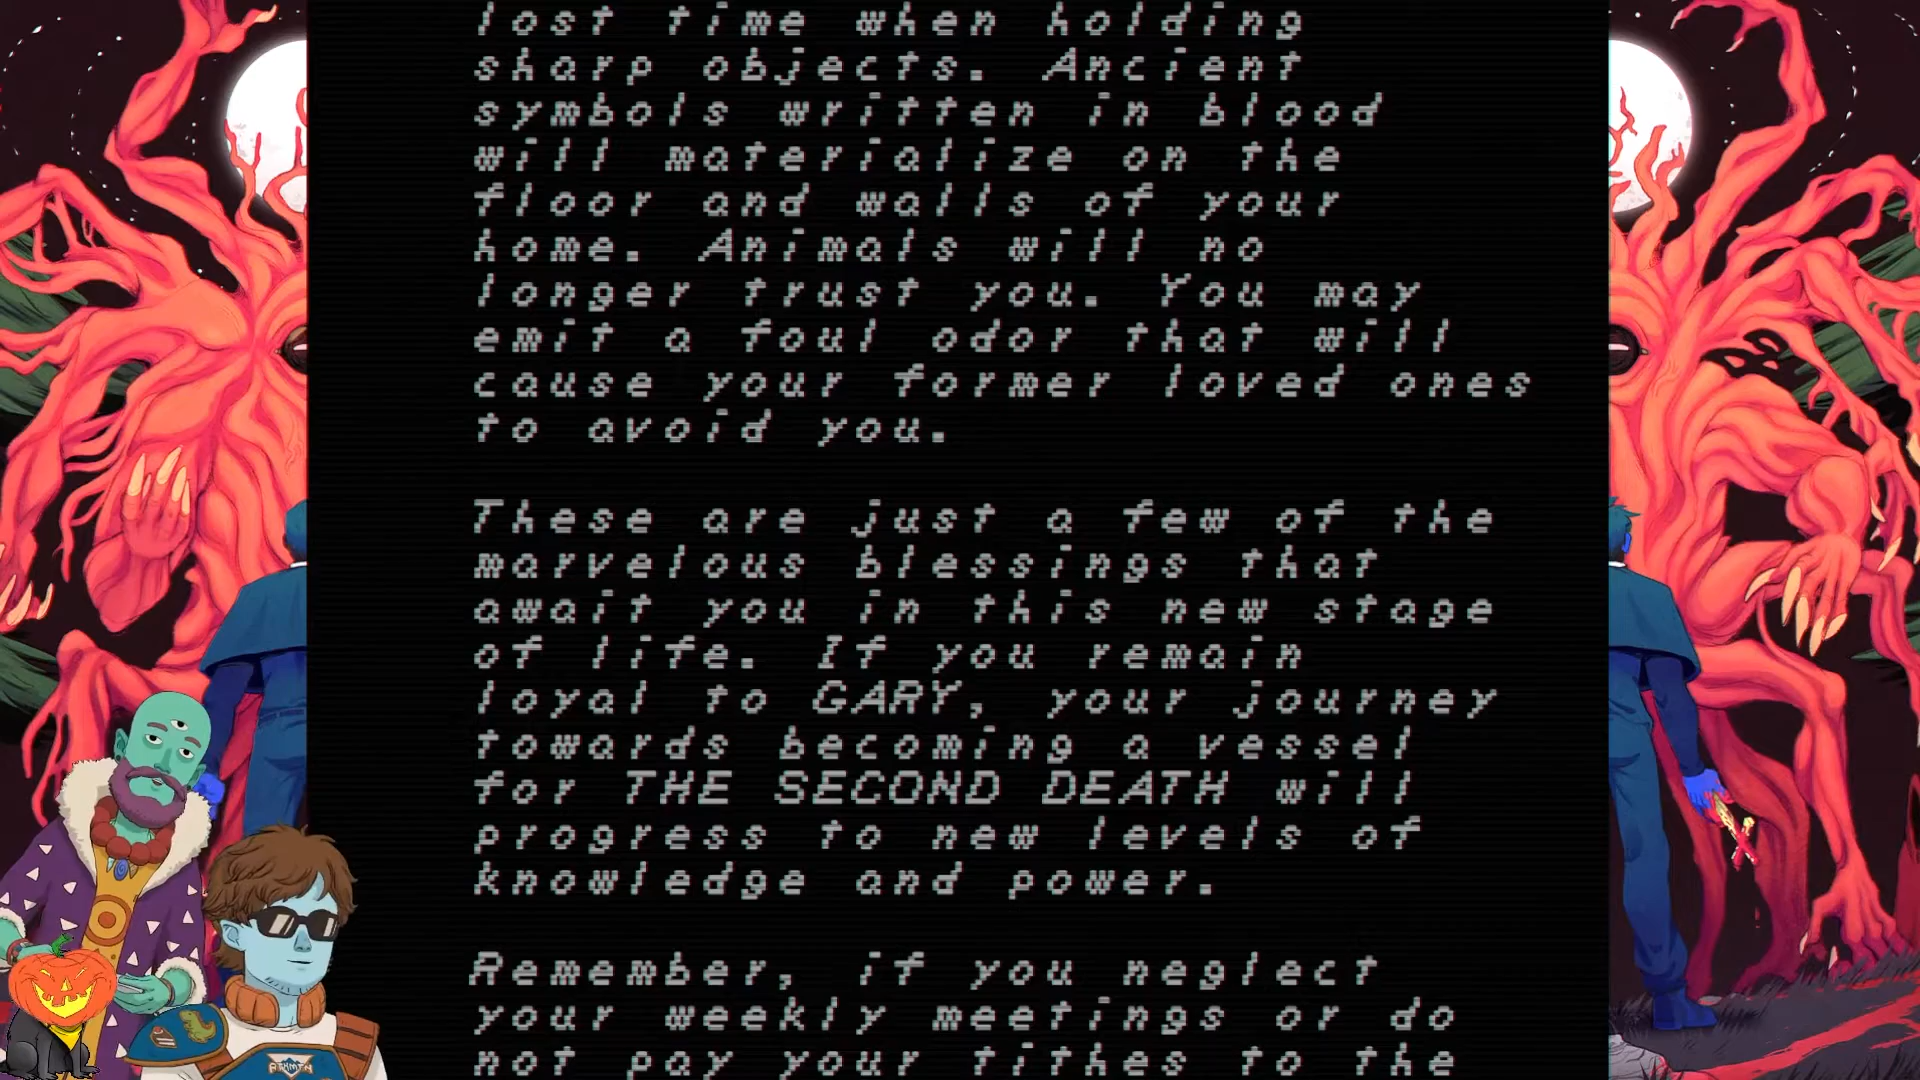 lost time when holding
sharp objects. Ancient
symbols written in blood
will materialize on the
floor and walls of your
home. Animals will no
longer trust you. You may
emit a foul odor that will
cause your former loved ones
to avoid you.
These are just a few of the
marvelous blessings that
await you in this new stage
of life. If you remain
loyal to GARY, your journey
towards becoming a vessel
for THE SECOND DEATH will
progress to new levels of
knowledge and power.
Remember, if you neglect
your weekly meetings or do
not pay your tithes to the